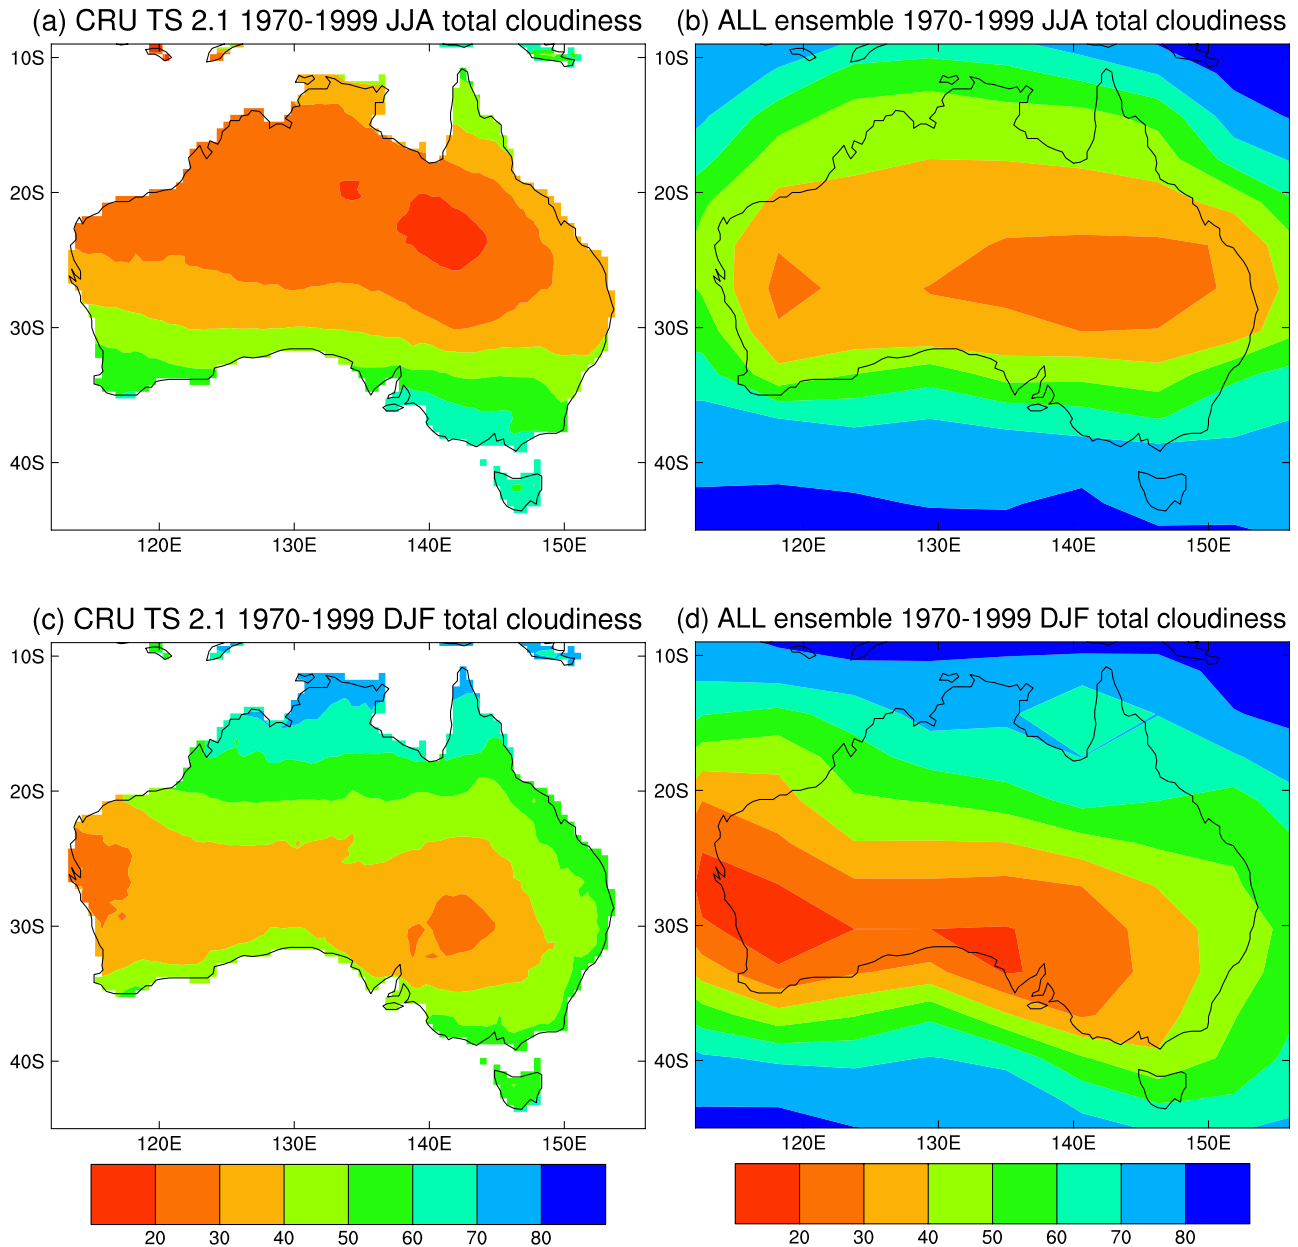 (a) CRU TS 2.1 1970-1999 JJA total cloudiness
(b) ALL ensemble 1970-1999 JJA total cloudiness
10S
20S
30S
40S
120E 130E 140E 150E
10S
20S
30S
40S
120E 130E 140E 150E
(c) CRU TS 2.1 1970-1999 DJF total cloudiness
(d) ALL ensemble 1970-1999 DJF total cloudiness
10S
20S
30S
40S
120E 130E 140E 150E
10S
20S
30S
40S
120E 130E 140E 150E
20 30 40 50 60 70 80
20 30 40 50 60 70 80